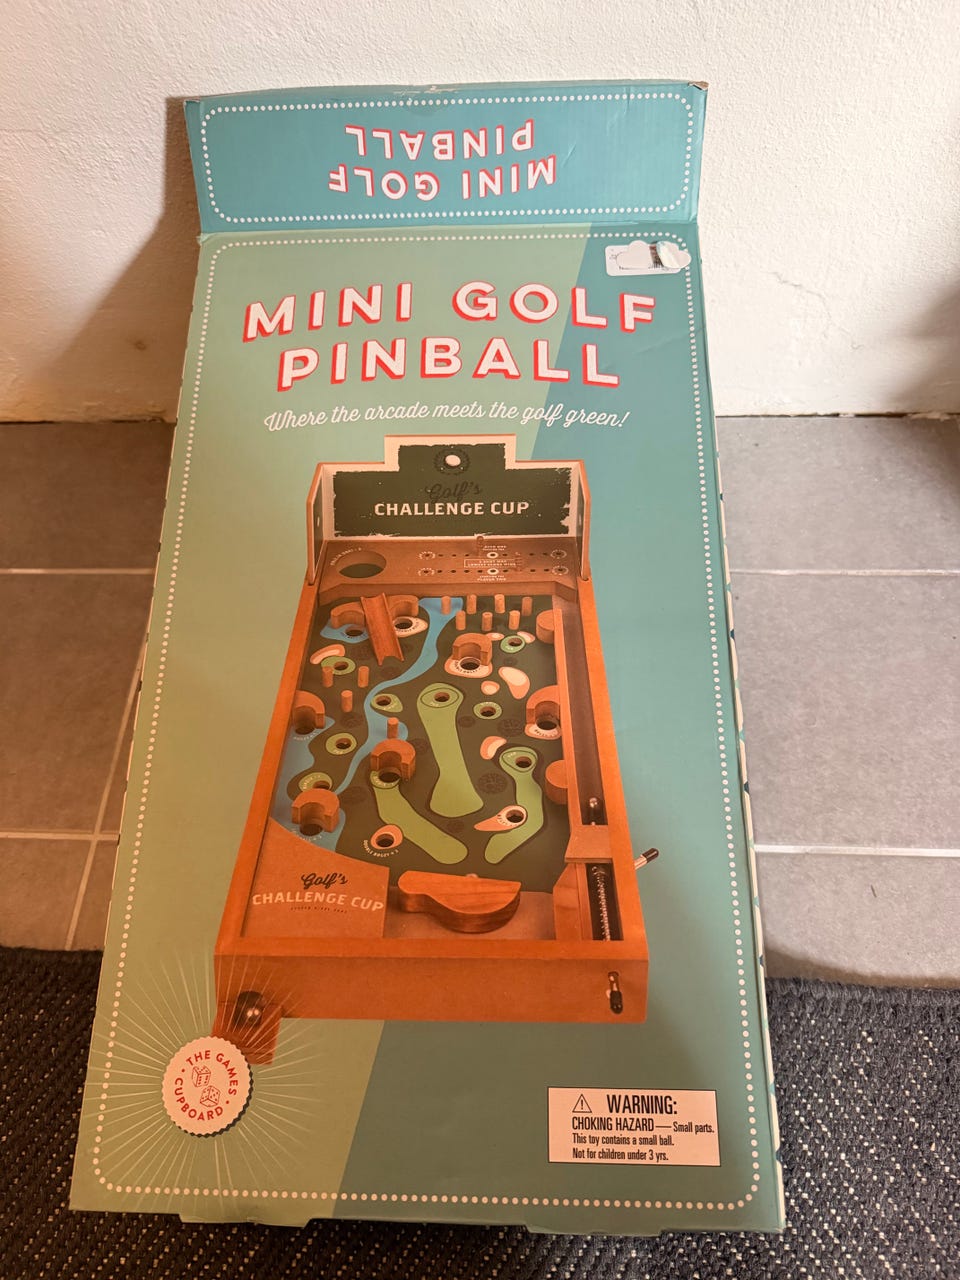 MINI GOLF
PINBALL
MINI GOLF
PINBALL
Where the arcade meets the golf green!
Golf's
CHALLENGE CUP
Golf's
CHALLENGE CUP
THE GAMES
CUPBOARD
WARNING:
CHOKING HAZARD — Small parts.
This toy contains a small ball.
Not for children under 3 yrs.